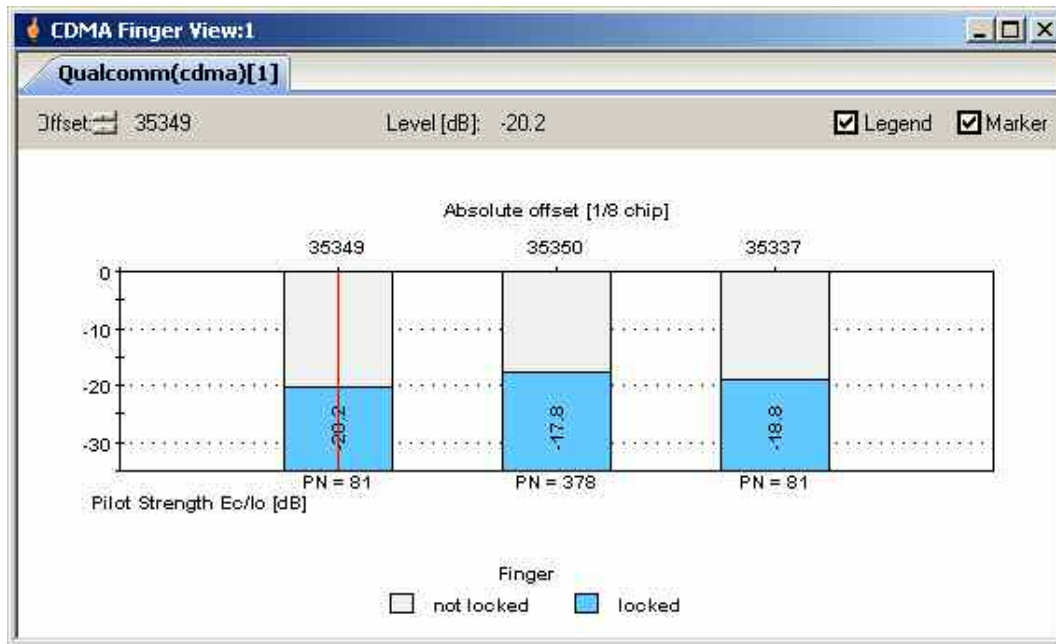 CDMA Finger View:1
Qualcomm(cdma)[1]
Offset: 35349 Level [dB]: -20.2 Legend Marker
Absolute offset [1/8 chip]
35349 35350 35337
0
-10
-20
-30
-20.2 -17.8 -18.8
PN = 81 PN = 378 PN = 81
Pilot Strength Ec/Io [dB]
Finger
not locked locked